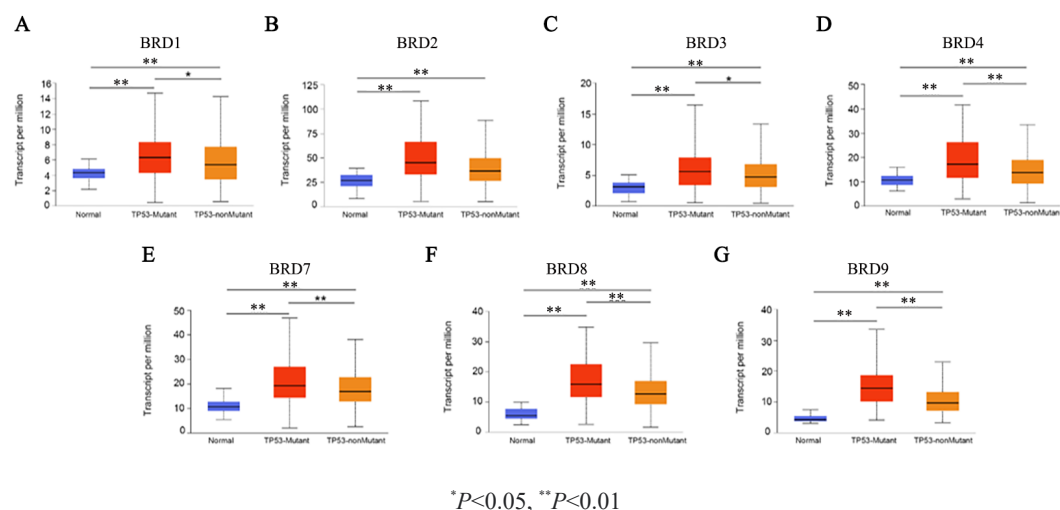 A
BRD1
**
**
*
Transcript per million
16
14
12
10
8
6
4
2
0
Normal
TP53-Mutant
TP53-nonMutant
B
BRD2
**
**
Transcript per million
125
100
75
50
25
0
Normal
TP53-Mutant
TP53-nonMutant
C
BRD3
**
**
*
Transcript per million
20
15
10
5
0
Normal
TP53-Mutant
TP53-nonMutant
D
BRD4
**
**
**
Transcript per million
50
40
30
20
10
0
Normal
TP53-Mutant
TP53-nonMutan
E
BRD7
**
**
**
Transcript per million
50
40
30
20
10
0
Normal
TP53-Mutant
TP53-nonMutant
F
BRD8
**
**
**
Transcript per million
40
30
20
10
0
Normal
TP53-Mutant
TP53-nonMutant
G
BRD9
**
**
**
Transcript per million
40
30
20
10
0
Normal
TP53-Mutant
TP53-nonMutant
*P<0.05, **P<0.01